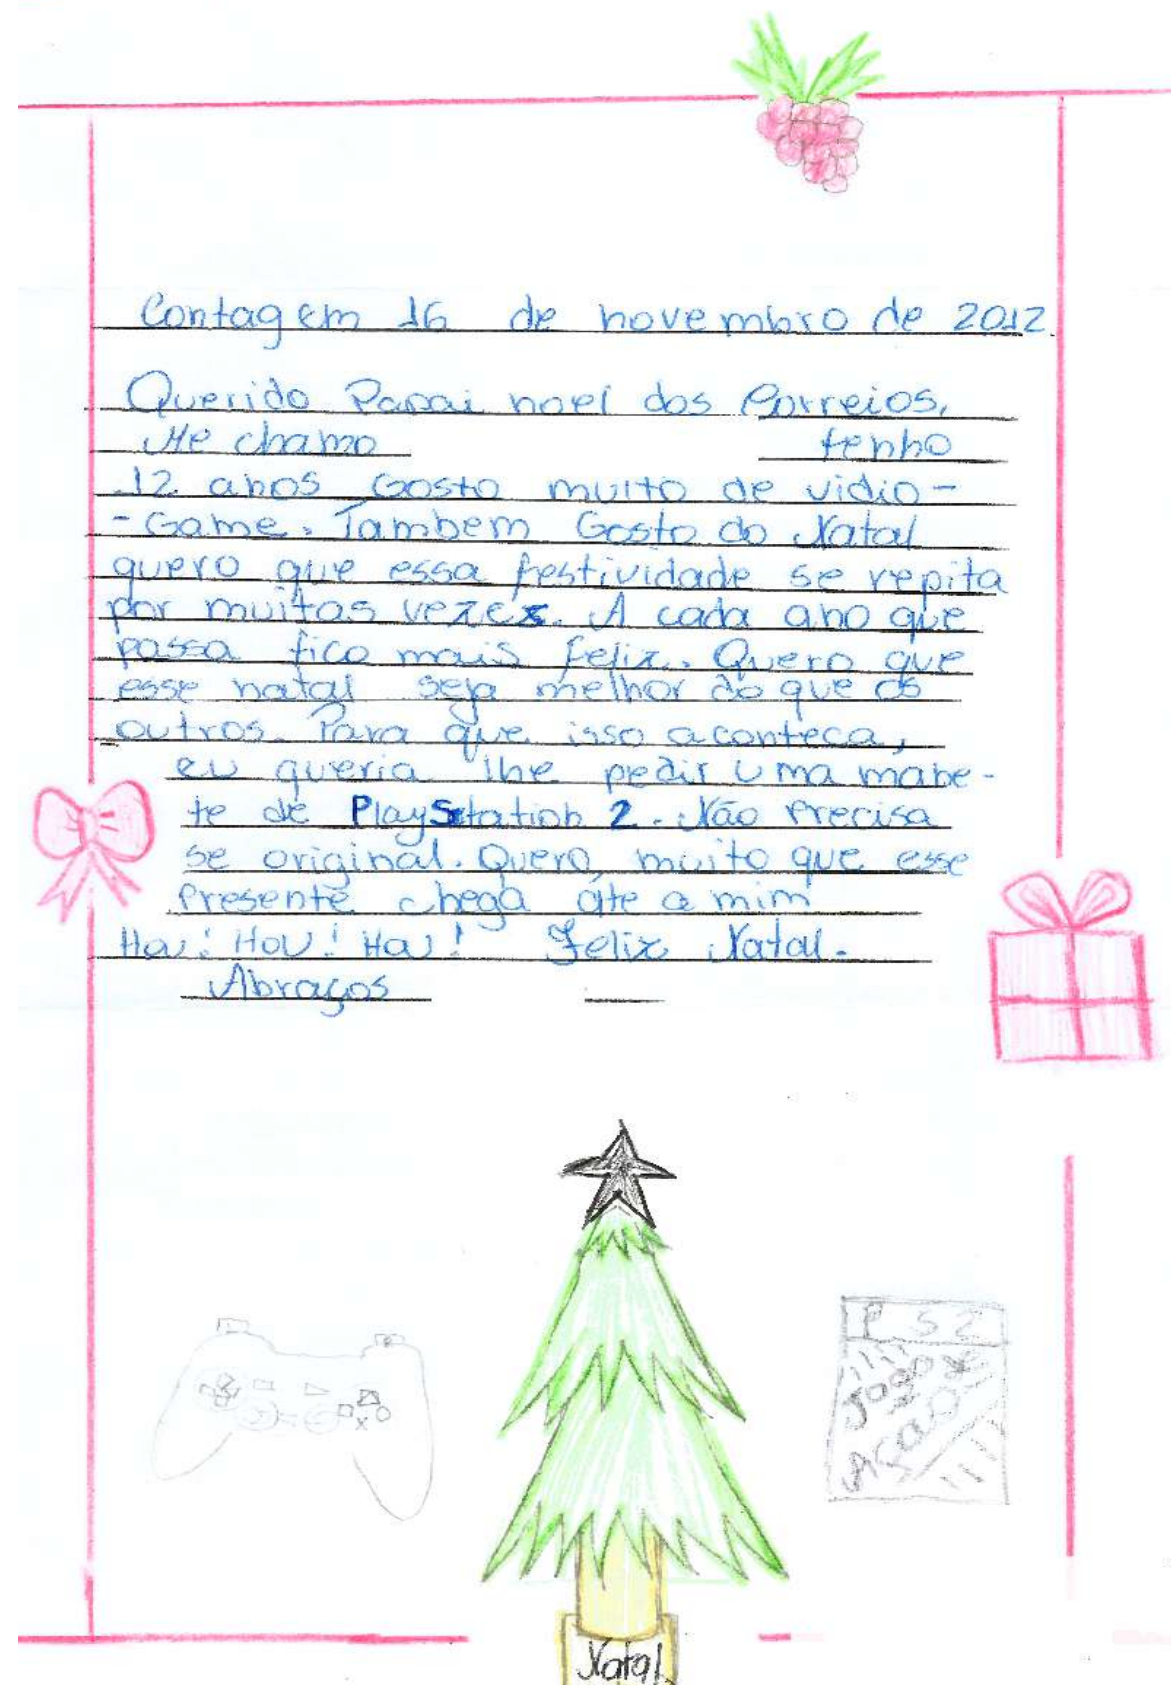 Contagem 16 de novembro de 2012.
Querido Papai noel dos Correios,
Me chamo tenho
12 anos Gosto muito de vidio-
-Game. Tambem Gosto do Natal
quero que essa festividade se repita
por muitas vezes. A cada ano que
passa fico mais feliz. Quero que
esse natal seja melhor do que os
outros. Para que isso aconteca,
eu queria lhe pedir uma mane-
te de PlayStation 2. Não Precisa
se original. Quero, muito que esse
Presente chega ate a mim
Hou! Hou! Hou! Feliz Natal.
Abraços
PS2
Jogos
Açao
Natal